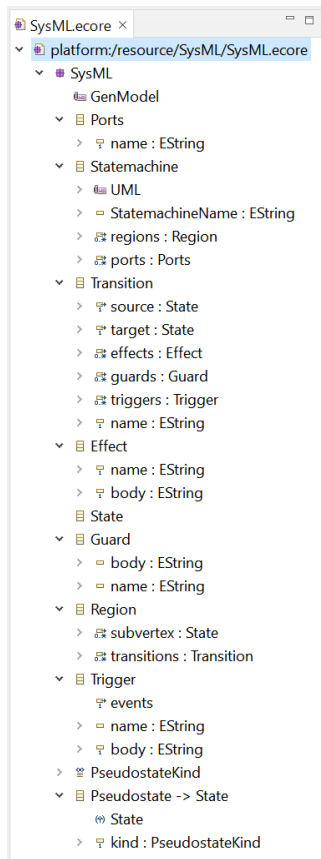 SysML.ecore
platform:/resource/SysML/SysML.ecore
SysML
GenModel
Ports
name : EString
Statemachine
UML
StatemachineName : EString
regions : Region
ports : Ports
Transition
source : State
target : State
effects : Effect
guards : Guard
triggers : Trigger
name : EString
Effect
name : EString
body : EString
State
Guard
body : EString
name : EString
Region
subvertex : State
transitions : Transition
Trigger
events
name : EString
body : EString
PseudostateKind
Pseudostate -> State
State
kind : PseudostateKind